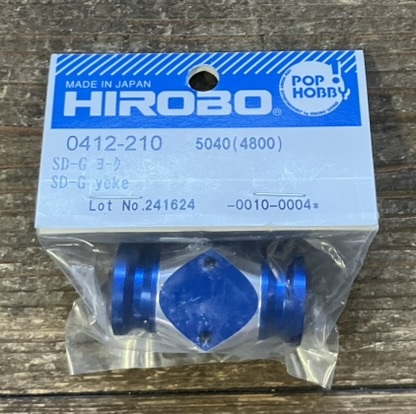 MADE IN JAPAN
HIROBO®
POP HOBBY!
0412-210 5040(4800)
SD-G ヨーク
SD-G yoke
Lot No.241624 -0010-0004*